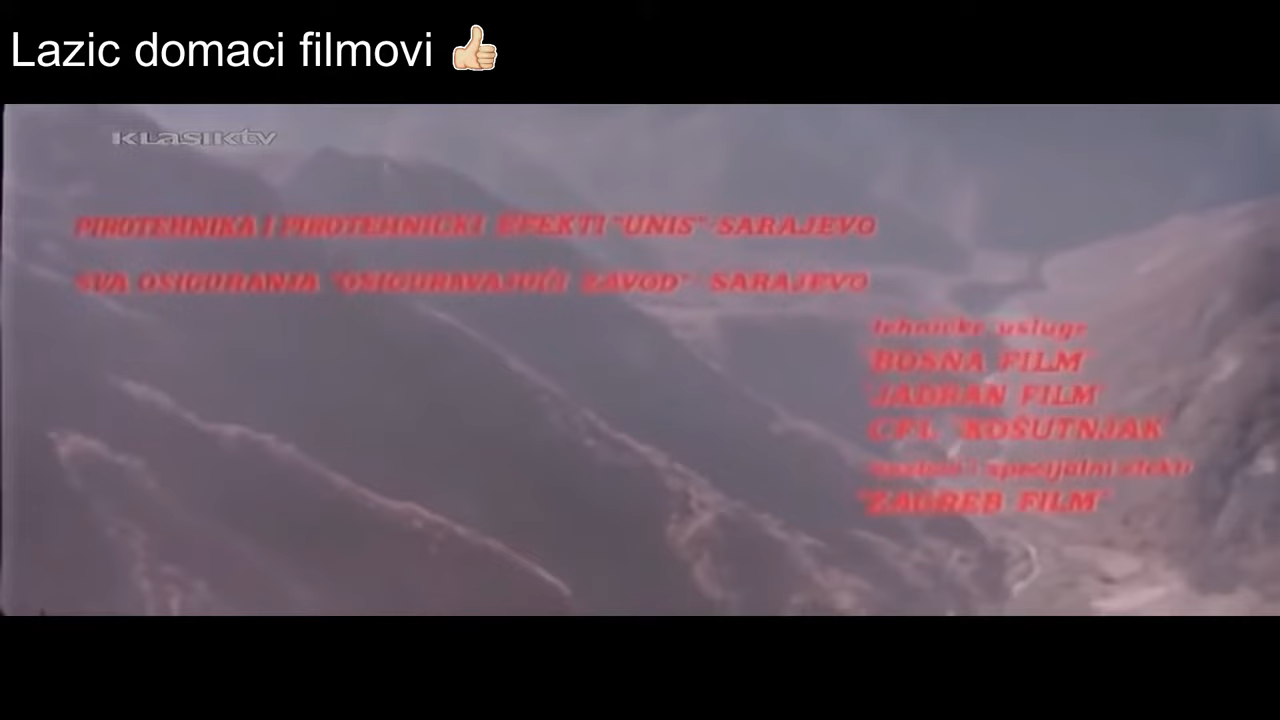 Lazic domaci filmovi 👍🏻
KLASIKTV
PIROTEHNIKA I PIROTEHNIČKI EFEKTI "UNIS"-SARAJEVO
SVA OSIGURANJA "OSIGURAVAJUĆI ZAVOD" SARAJEVO
tehničke usluge
"BOSNA FILM"
"JADRAN FILM"
"KOŠUTNJAK"
i specijalni efekti
"ZAGREB FILM"